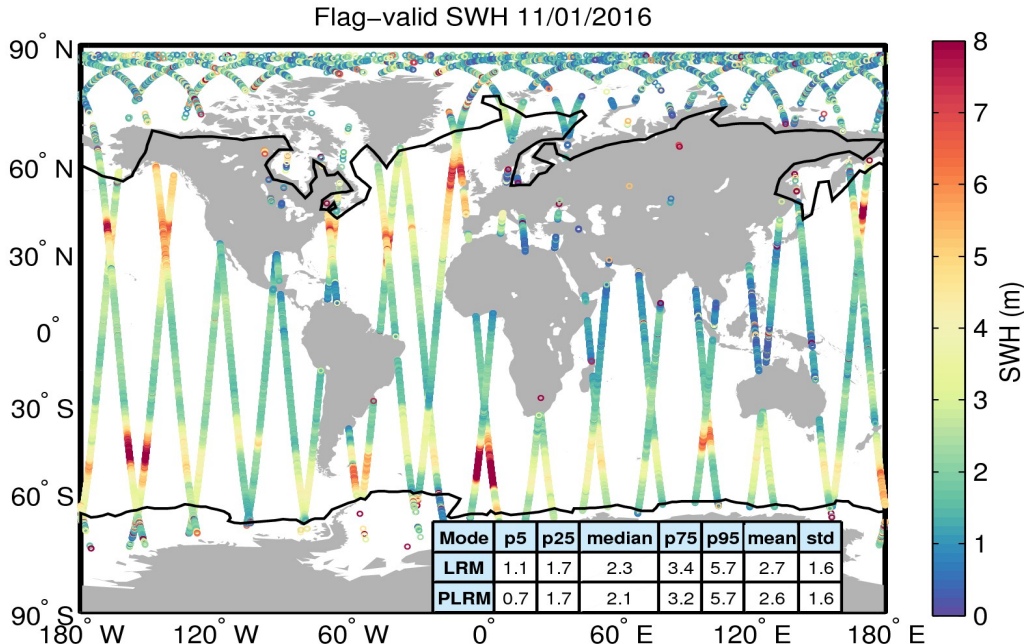 Flag−valid SWH 11/01/2016
90° N
60° N
30° N
0°
30° S
60° S
90° S
180° W
120° W
60° W
0°
60° E
120° E
180° E
8
7
6
5
4
3
2
1
0
SWH (m)
Mode p5 p25 median p75 p95 mean std
LRM 1.1 1.7 2.3 3.4 5.7 2.7 1.6
PLRM 0.7 1.7 2.1 3.2 5.7 2.6 1.6